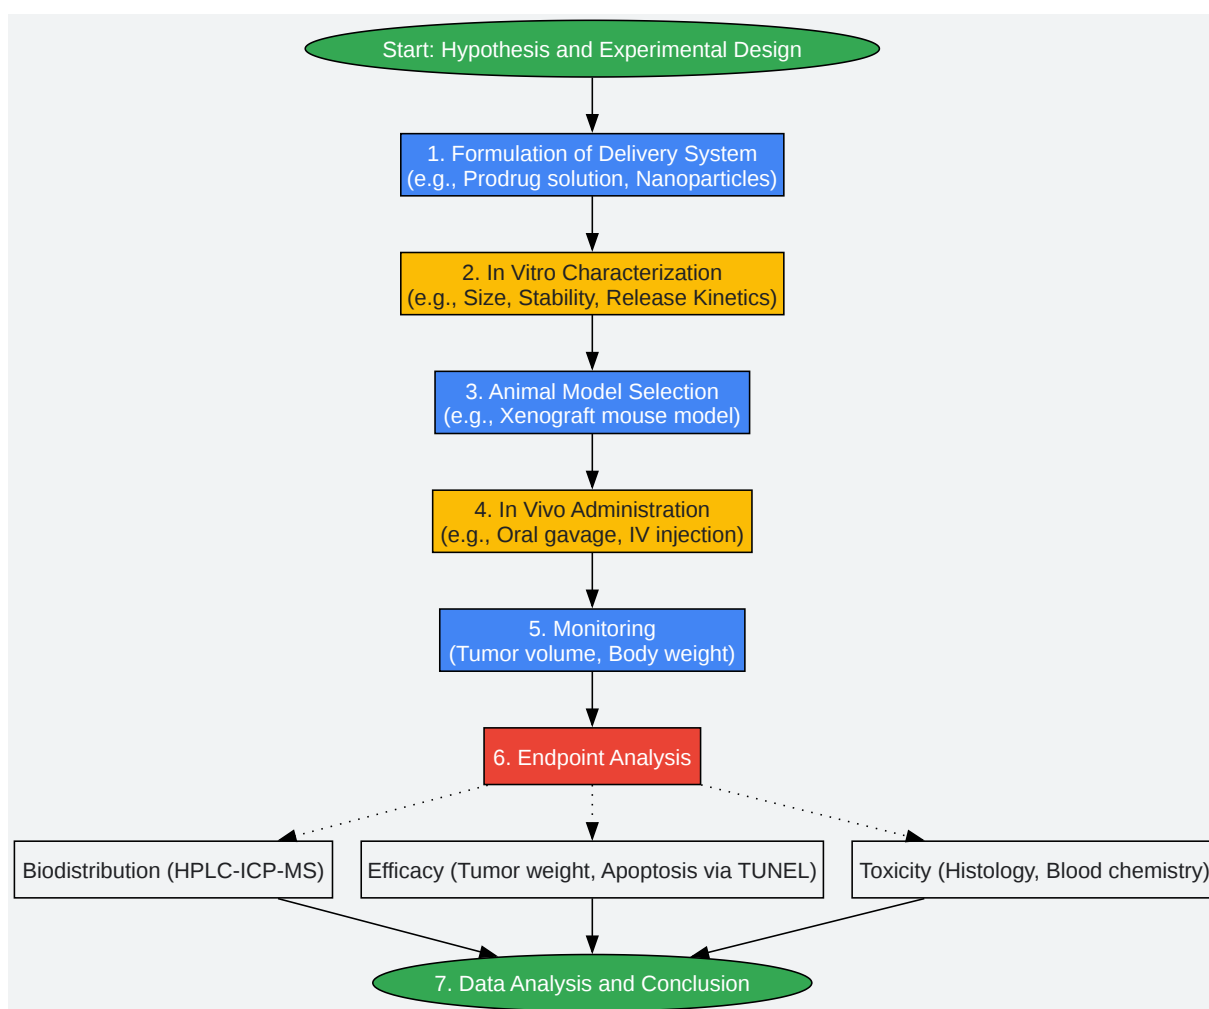 Start: Hypothesis and Experimental Design
1. Formulation of Delivery System
(e.g., Prodrug solution, Nanoparticles)
2. In Vitro Characterization
(e.g., Size, Stability, Release Kinetics)
3. Animal Model Selection
(e.g., Xenograft mouse model)
4. In Vivo Administration
(e.g., Oral gavage, IV injection)
5. Monitoring
(Tumor volume, Body weight)
6. Endpoint Analysis
Biodistribution (HPLC-ICP-MS)
Efficacy (Tumor weight, Apoptosis via TUNEL)
Toxicity (Histology, Blood chemistry)
7. Data Analysis and Conclusion